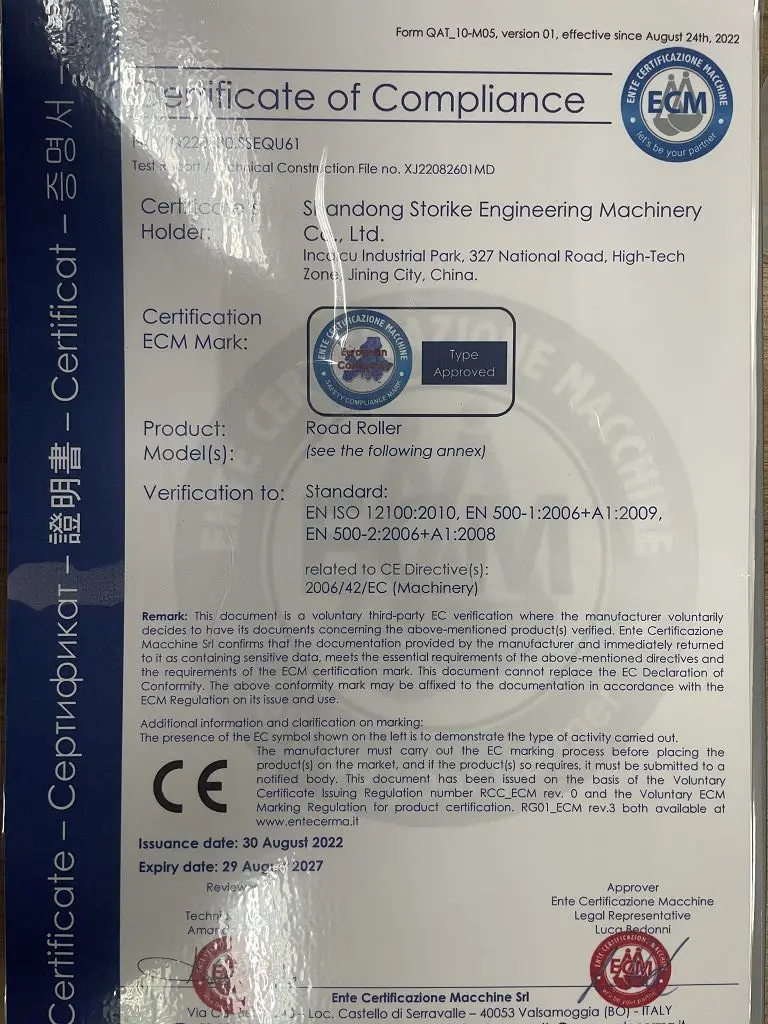 Form QAT_10-M05, version 01, effective since August 24th, 2022
Certificate of Compliance
ENTE CERTIFICAZIONE MACCHINE
ECM
let's be your partner
Test Report / Technical Construction File no. XJ22082601MD
Certificate's
Shandong Storike Engineering Machinery
Holder:
Co., Ltd.
Industrial Park, 327 National Road, High-Tech
Zone, Jining City, China.
Certification
ECM Mark:
ENTE CERTIFICAZIONE MACCHINE
European
SAFETY COMPLIANCE MARK
Type
Approved
Product:
Road Roller
Model(s):
(see the following annex)
Verification to:
Standard:
EN ISO 12100:2010, EN 500-1:2006+A1:2009,
EN 500-2:2006+A1:2008
related to CE Directive(s):
2006/42/EC (Machinery)
Remark: This document is a voluntary third-party EC verification where the manufacturer voluntarily
decides to have its documents concerning the above-mentioned product(s) verified. Ente Certificazione
Macchine Srl confirms that the documentation provided by the manufacturer and immediately returned
to it as containing sensitive data, meets the essential requirements of the above-mentioned directives and
the requirements of the ECM certification mark. This document cannot replace the EC Declaration of
Conformity. The above conformity mark may be affixed to the documentation in accordance with the
ECM Regulation on its issue and use.
Additional information and clarification on marking:
The presence of the EC symbol shown on the left is to demonstrate the type of activity carried out.
The manufacturer must carry out the EC marking process before placing the
product(s) on the market, and if the product(s) so requires, it must be submitted to a
notified body. This document has been issued on the basis of the Voluntary
Certificate Issuing Regulation number RCC_ECM rev. 0 and the Voluntary ECM
Marking Regulation for product certification. RG01_ECM rev.3 both available at
www.entecerma.it
CE
Issuance date: 30 August 2022
Expiry date: 29 August 2027
Approver
Ente Certificazione Macchine
Legal Representative
Luca Bedonni
ECM
ECM
Ente Certificazione Macchine Srl
Loc. Castello di Serravalle – 40053 Valsamoggia (BO) - ITALY
Certificate – Сертификат – 證明書 – Certificat – 증명서 –